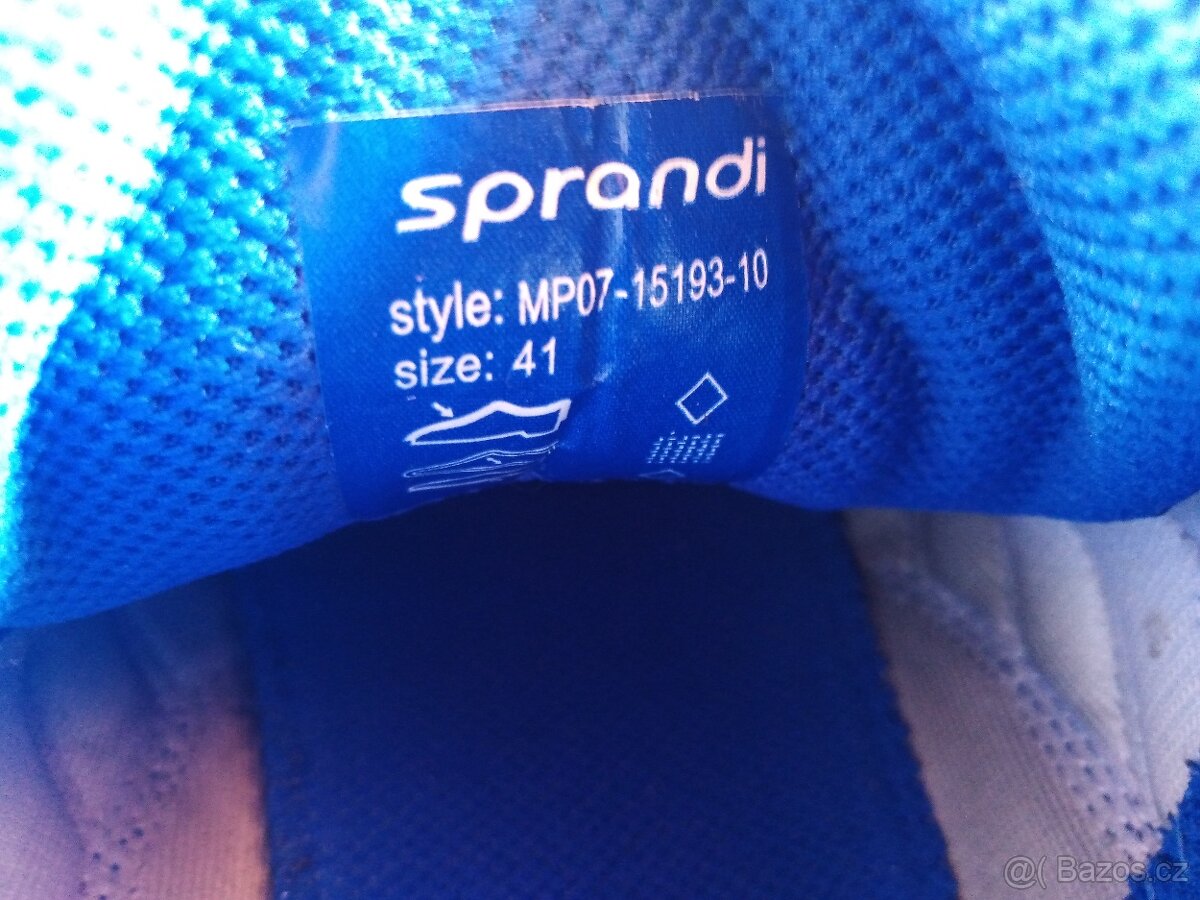 sprandi
style: MP07-15193-10
size: 41
@( Bazos.cz